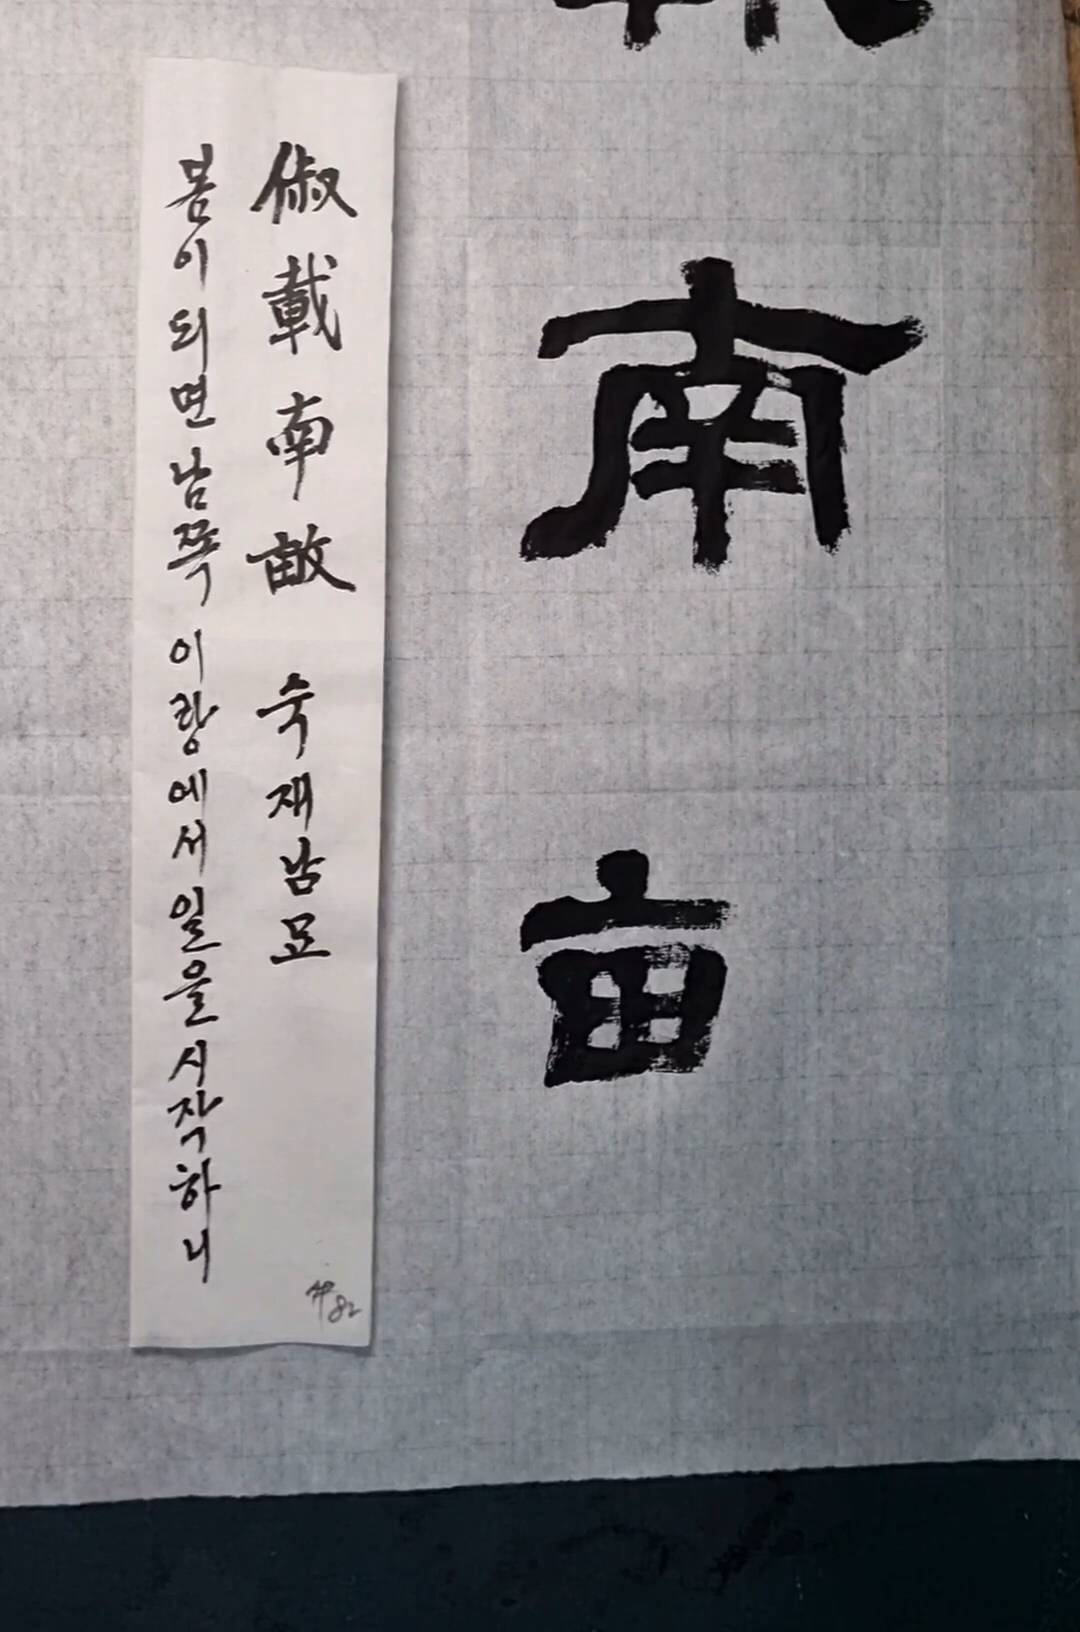 南亩
俶載南畝 숙재남묘
봄이 되면 남쪽 이랑에서 일을 시작하니